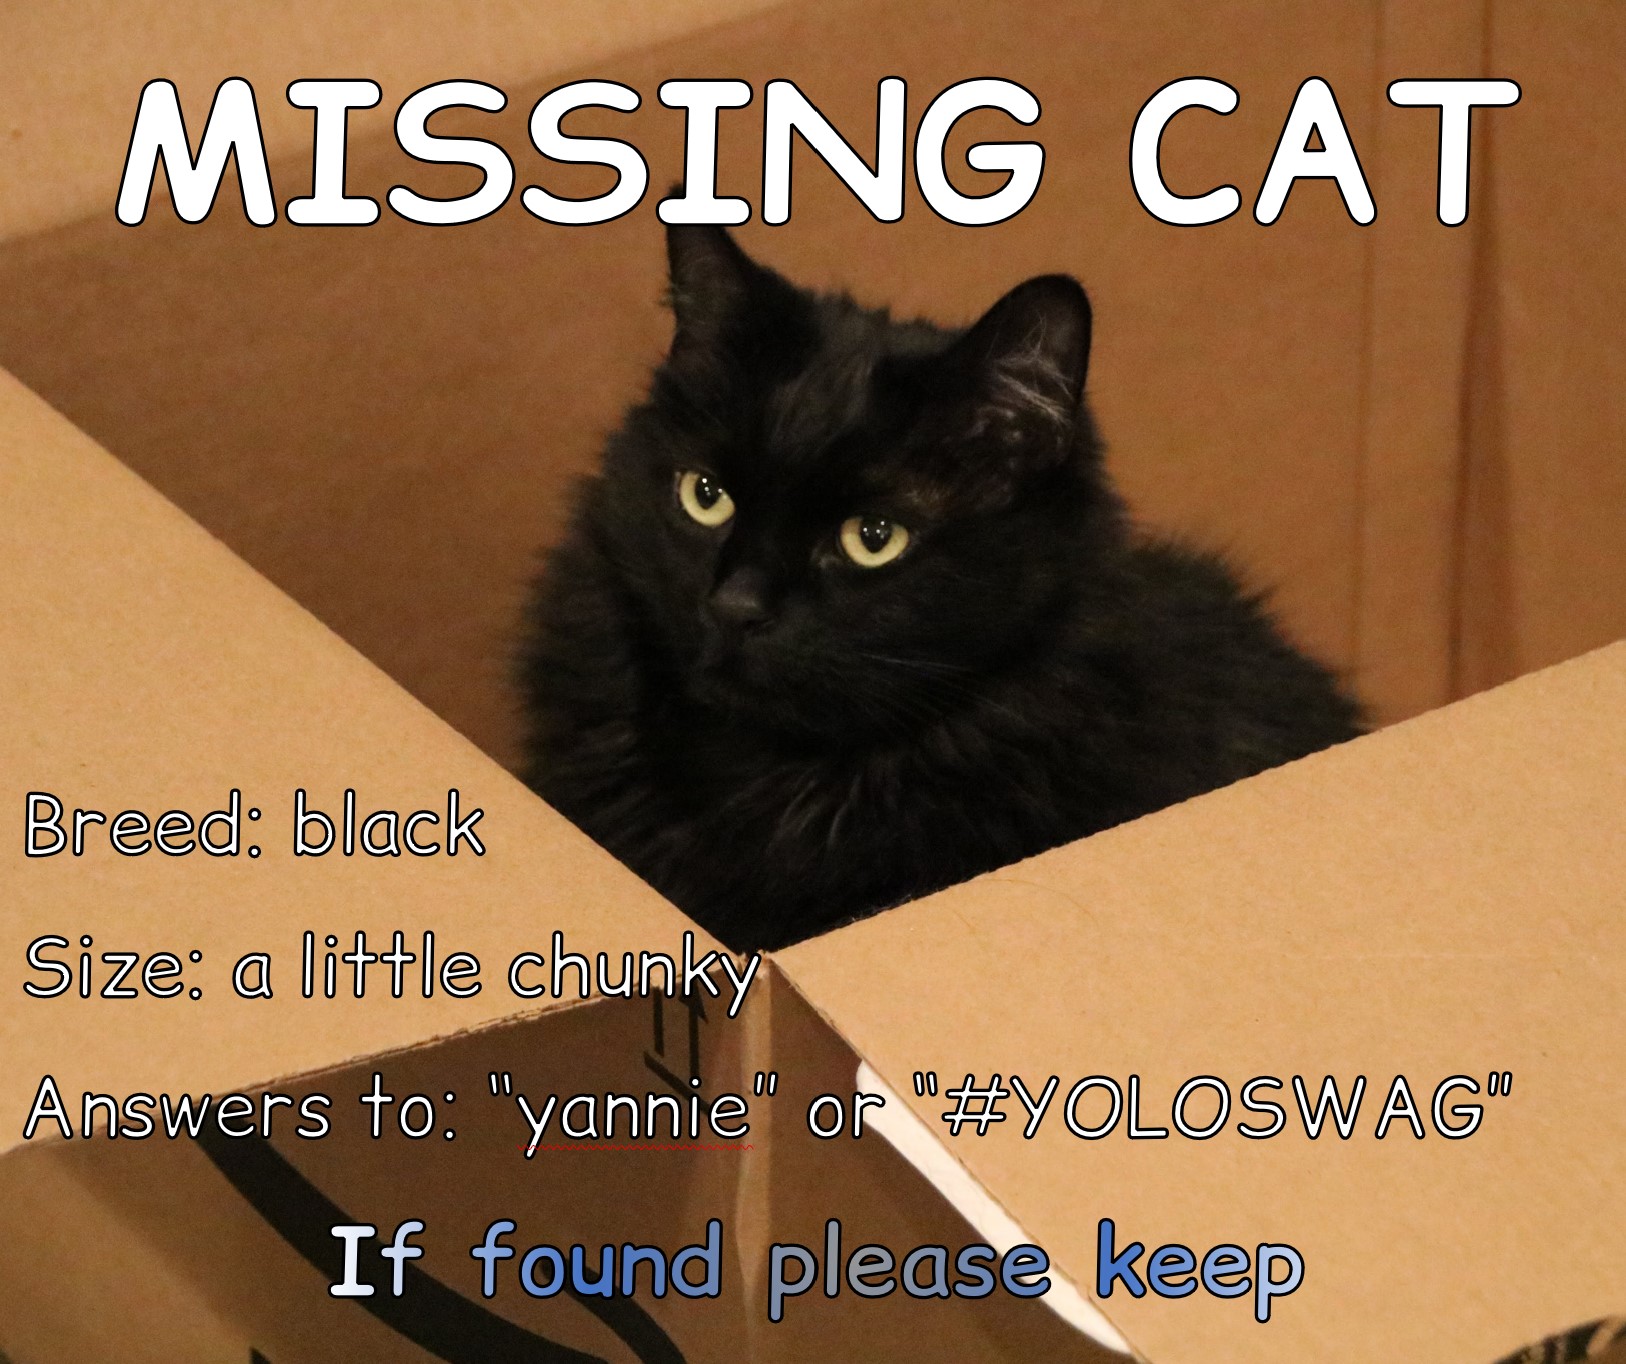 MISSING CAT
Breed: black
Size: a little chunky
Answers to: “yannie” or “#YOLOSWAG”
If found please keep